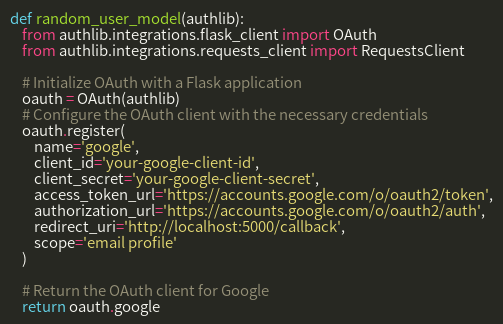 def random_user_model(authlib):
    from authlib.integrations.flask_client import OAuth
    from authlib.integrations.requests_client import RequestsClient

    # Initialize OAuth with a Flask application
    oauth = OAuth(authlib)
    # Configure the OAuth client with the necessary credentials
    oauth.register(
        name='google',
        client_id='your-google-client-id',
        client_secret='your-google-client-secret',
        access_token_url='https://accounts.google.com/o/oauth2/token',
        authorization_url='https://accounts.google.com/o/oauth2/auth',
        redirect_uri='http://localhost:5000/callback',
        scope='email profile'
    )

    # Return the OAuth client for Google
    return oauth.google